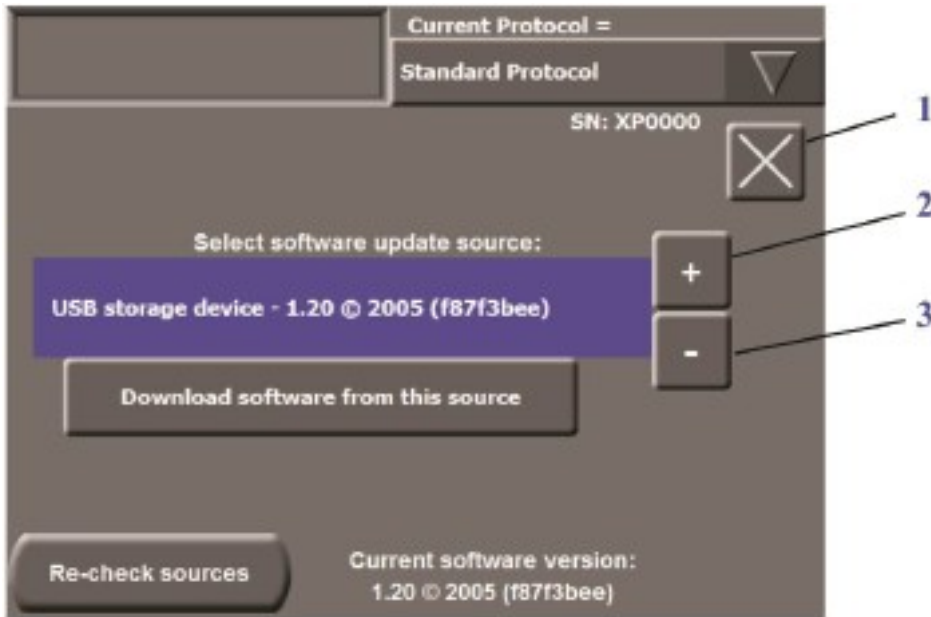 Current Protocol =
Standard Protocol
SN: XP0000
1
2
Select software update source:
+
USB storage device - 1.20 © 2005 (f87f3bee)
3
-
Download software from this source
Re-check sources
Current software version:
1.20 © 2005 (f87f3bee)